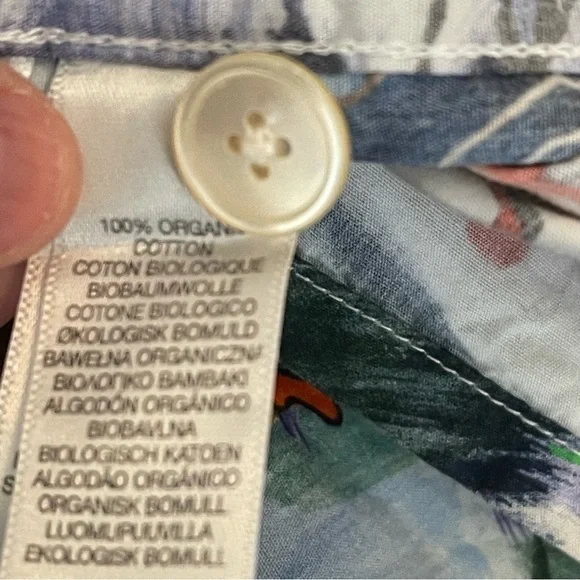 100% ORGAN
COTTON
COTON BIOLOGIQUE
BIOBAUMWOLLE
COTONE BIOLOGICO
ØKOLOGISK BOMULD
BAWEŁNA ORGANICZNA
ΒΙΟΛΟΓΙΚΟ ΒΑΜΒΑΚΙ
ALGODÓN ORGÁNICO
BIOBAVLNA
BIOLOGISCH KATOEN
ALGODÃO ORGÂNICO
ORGANISK BOMULL
LUOMUPUUVILLA
EKOLOGISK BOMULL